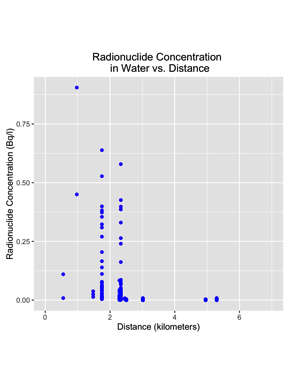 Radionuclide Concentration
in Water vs. Distance
Radionuclide Concentration (Bq/l)
0.75
0.50
0.25
0.00
0
2
4
6
Distance (kilometers)